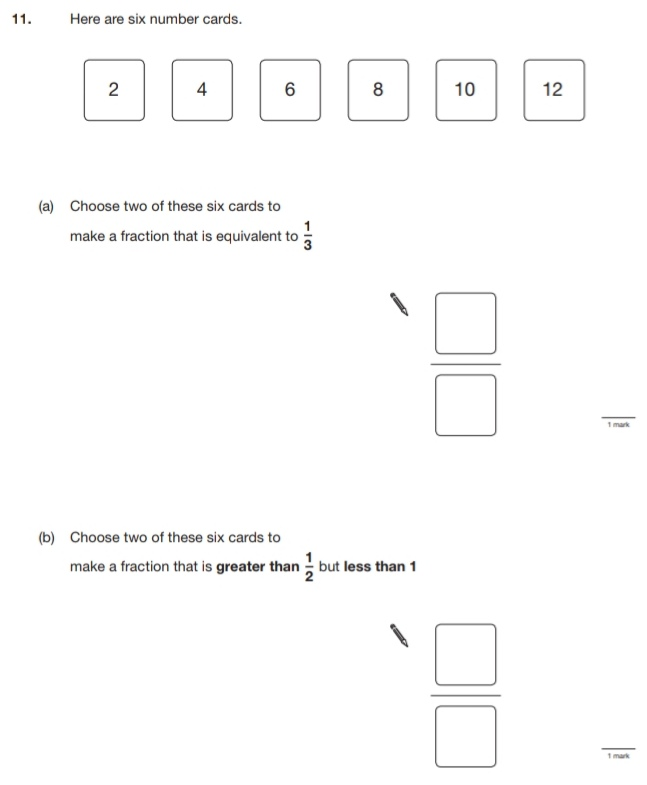 11. Here are six number cards.
2 4 6 8 10 12
(a) Choose two of these six cards to
make a fraction that is equivalent to 1/3
1 mark
(b) Choose two of these six cards to
make a fraction that is greater than 1/2 but less than 1
1 mark